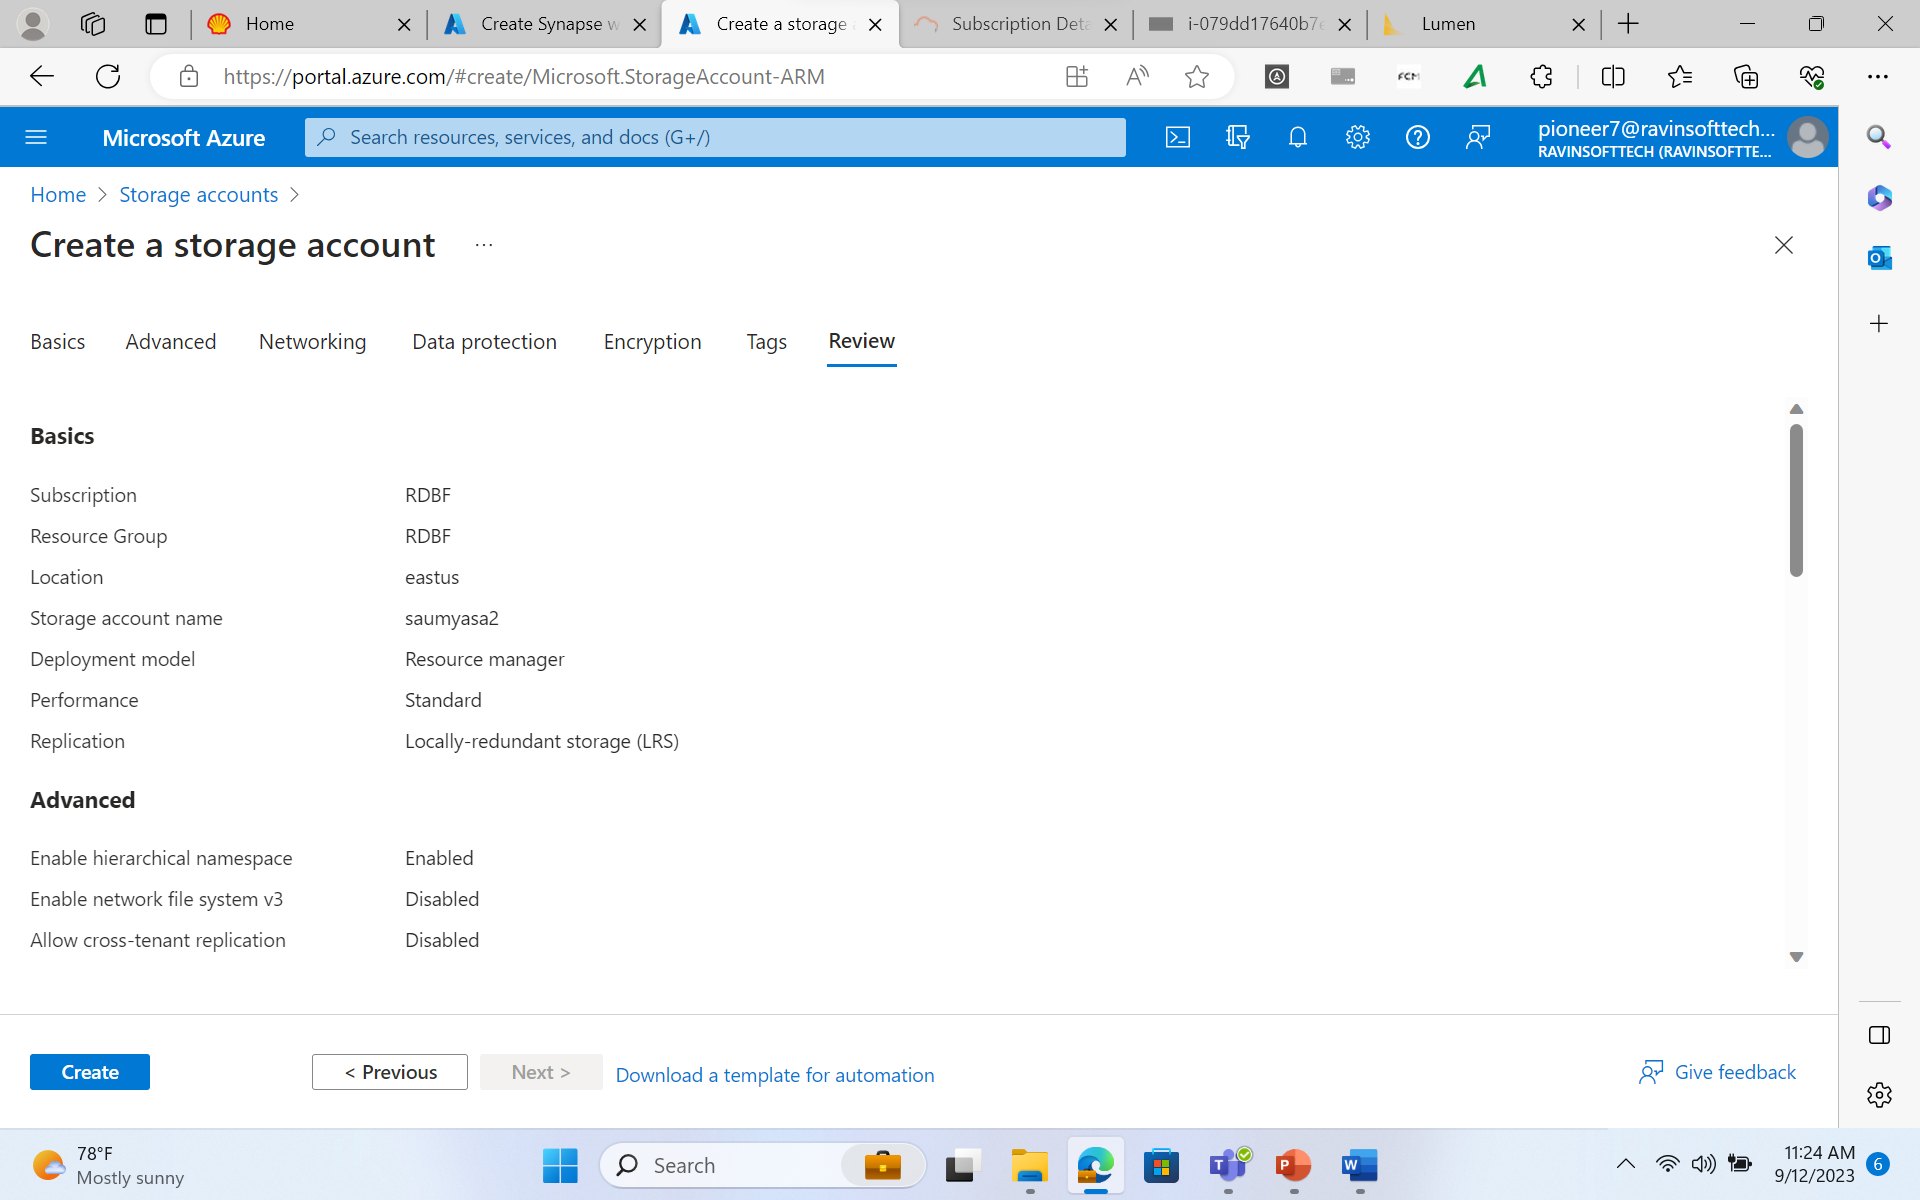 Home
Create Synapse w
Create a storage a
Subscription Deta
i-079dd17640b7e
Lumen
https://portal.azure.com/#create/Microsoft.StorageAccount-ARM
FCM
Microsoft Azure
Search resources, services, and docs (G+/)
pioneer7@ravinsofttech...
RAVINSOFTTECH (RAVINSOFTTE...
Home > Storage accounts >
Create a storage account ...
Basics Advanced Networking Data protection Encryption Tags Review
Basics
Subscription RDBF
Resource Group RDBF
Location eastus
Storage account name saumyasa2
Deployment model Resource manager
Performance Standard
Replication Locally-redundant storage (LRS)
Advanced
Enable hierarchical namespace Enabled
Enable network file system v3 Disabled
Allow cross-tenant replication Disabled
Create < Previous Next > Download a template for automation Give feedback
78°F
Mostly sunny
Search
11:24 AM
9/12/2023
6